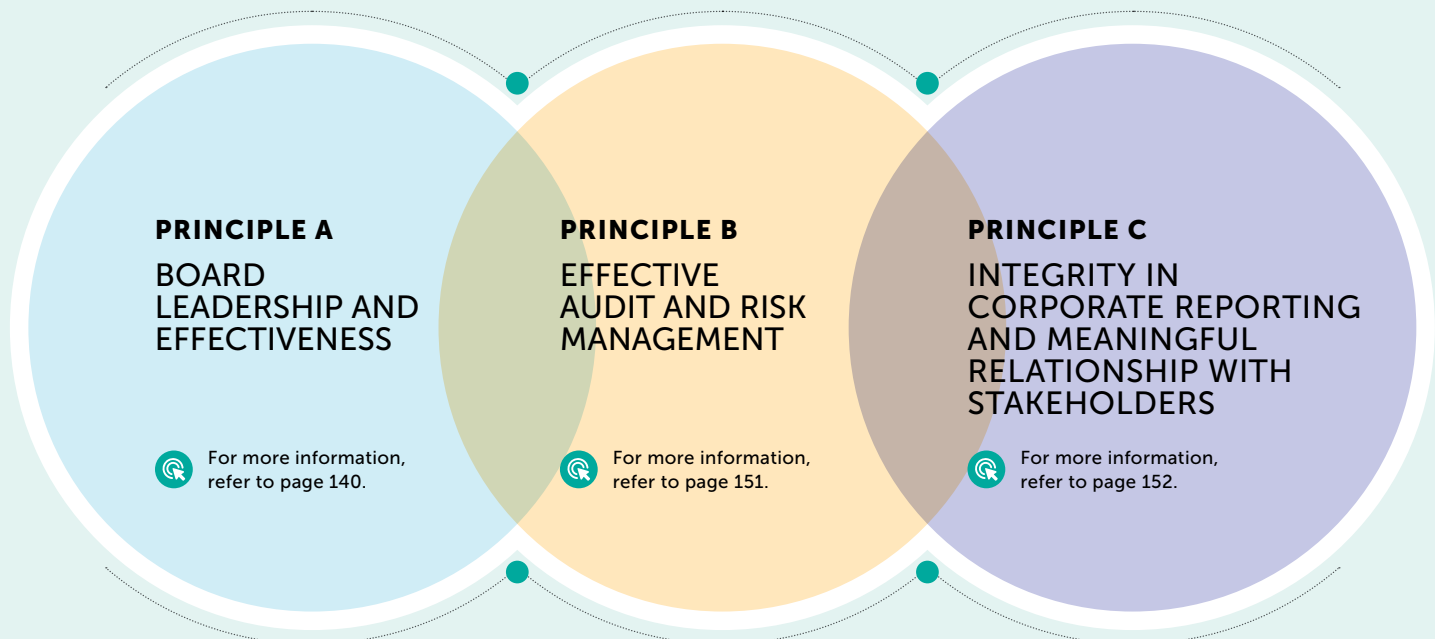 PRINCIPLE A
BOARD
LEADERSHIP AND
EFFECTIVENESS
For more information,
refer to page 140.
PRINCIPLE B
EFFECTIVE
AUDIT AND RISK
MANAGEMENT
For more information,
refer to page 151.
PRINCIPLE C
INTEGRITY IN
CORPORATE REPORTING
AND MEANINGFUL
RELATIONSHIP WITH
STAKEHOLDERS
For more information,
refer to page 152.